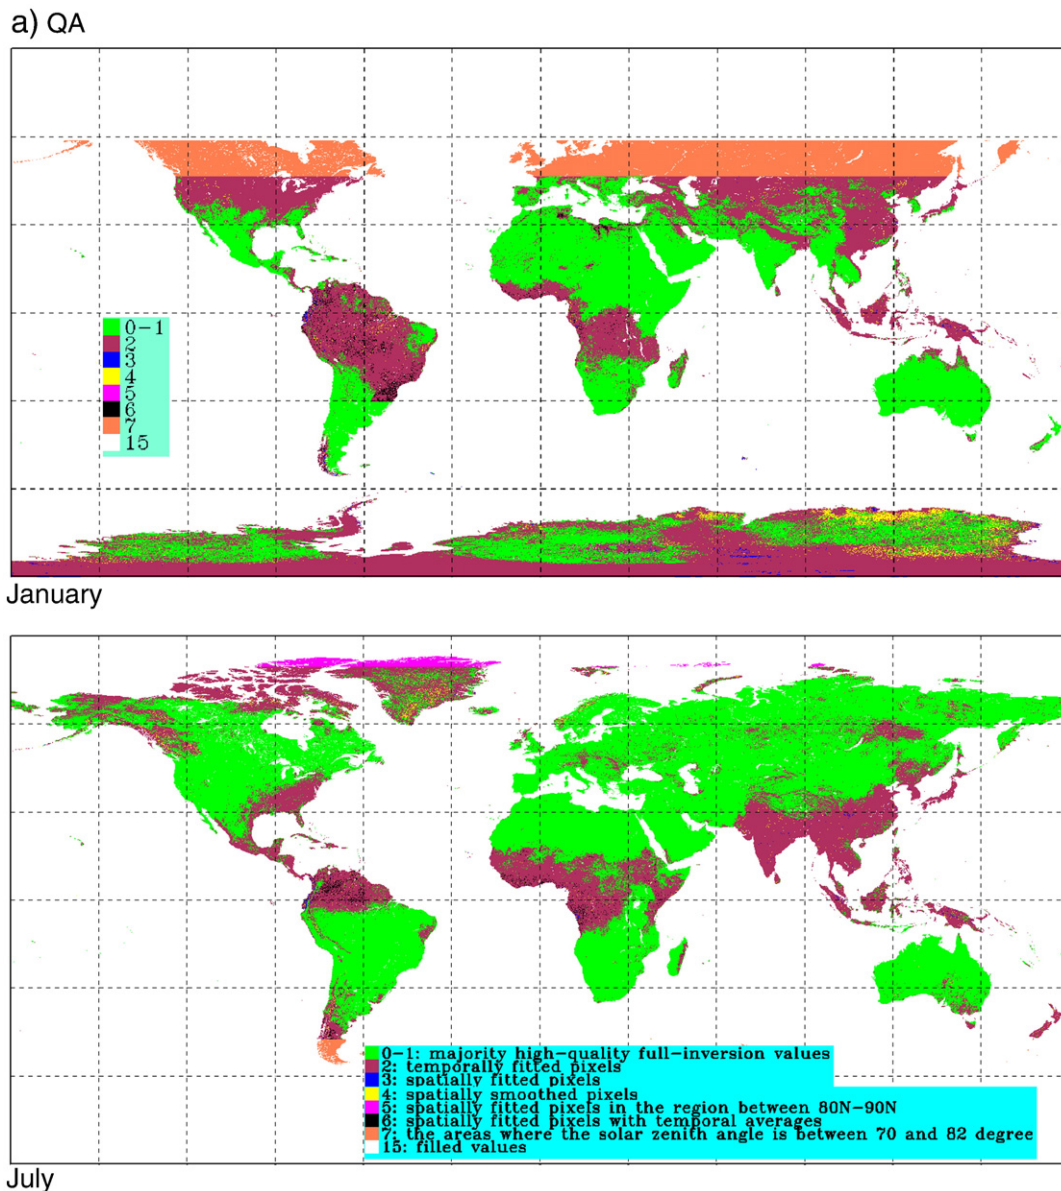 a) QA
0-1
2
3
4
5
6
7
15
January
0-1: majority high-quality full-inversion values
2: temporally fitted pixels
3: spatially fitted pixels
4: spatially smoothed pixels
5: spatially fitted pixels in the region between 80N-90N
6: spatially fitted pixels with temporal averages
7: the areas where the solar zenith angle is between 70 and 82 degree
15: filled values
July